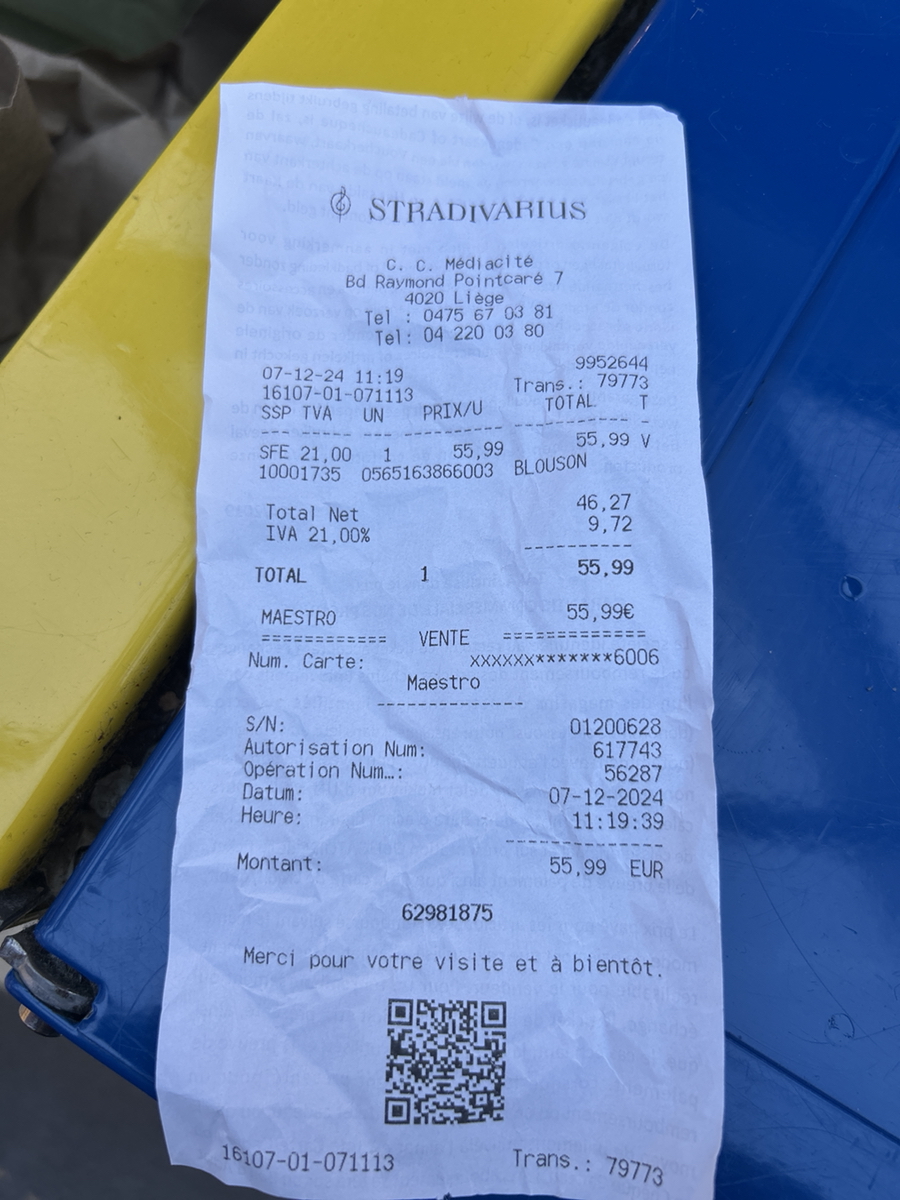 STRADIVARIUS
C. C. Médiacité
Bd Raymond Pointcaré 7
4020 Liège
Tel : 0475 67 03 81
Tel: 04 220 03 80
9952644
07-12-24 11:19 Trans.: 79773
16107-01-071113
SSP TVA UN PRIX/U TOTAL T
--------- --- ---------- ----------- -
SFE 21,00 1 55,99 55,99 V
10001735 0565163866003 BLOUSON
Total Net 46,27
IVA 21,00% 9,72
-----------
TOTAL 1 55,99
MAESTRO 55,99€
============ VENTE ==============
Num. Carte: xxxxxx*******6006
Maestro
--------------
S/N: 01200628
Autorisation Num: 617743
Opération Num…: 56287
Datum: 07-12-2024
Heure: 11:19:39
---------------
Montant: 55,99 EUR
62981875
Merci pour votre visite et à bientôt.
16107-01-071113 Trans.: 79773